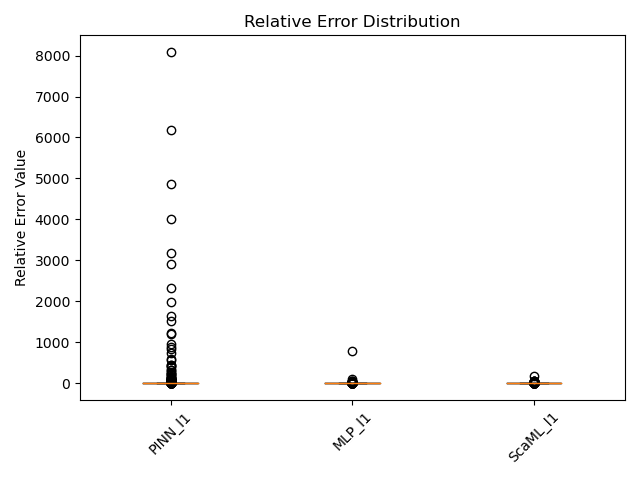 Relative Error Distribution
Relative Error Value
8000
7000
6000
5000
4000
3000
2000
1000
0
PINN_l1
MLP_l1
ScaML_l1